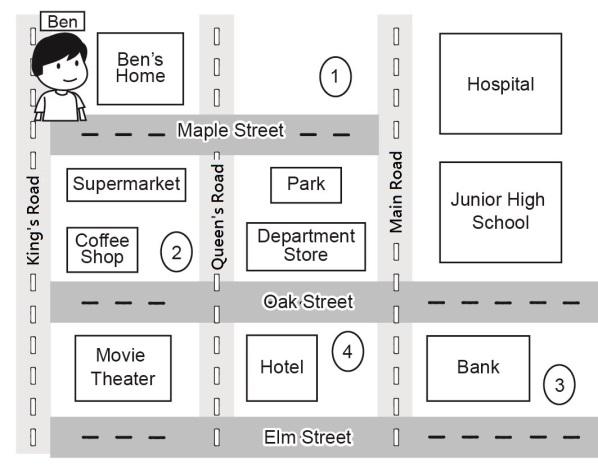 Ben
Ben's
Home
1
Hospital
Maple Street
King's Road
Supermarket
Queen's Road
Park
Main Road
Junior High
School
Coffee
Shop
2
Department
Store
Oak Street
Movie
Theater
Hotel
4
Bank
3
Elm Street